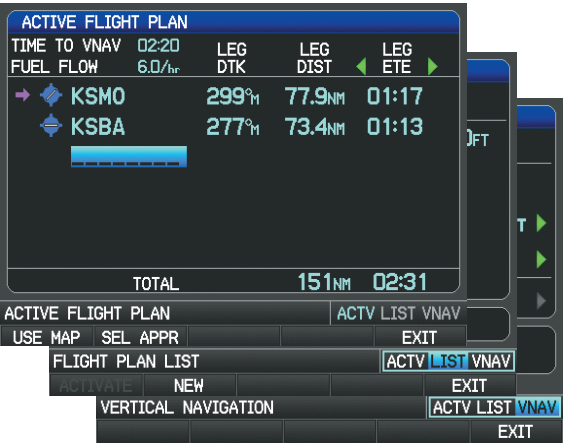 ACTIVE FLIGHT PLAN
TIME TO VNAV 02:20 LEG LEG LEG
FUEL FLOW 6.0/hr DTK DIST ETE
KSMO 299°M 77.9NM 01:17
KSBA 277°M 73.4NM 01:13
_ _ _ _ _ _
0FT
T
TOTAL 151NM 02:31
ACTIVE FLIGHT PLAN ACTV LIST VNAV
USE MAP SEL APPR EXIT
FLIGHT PLAN LIST ACTV LIST VNAV
ACTIVATE NEW EXIT
VERTICAL NAVIGATION ACTV LIST VNAV
EXIT